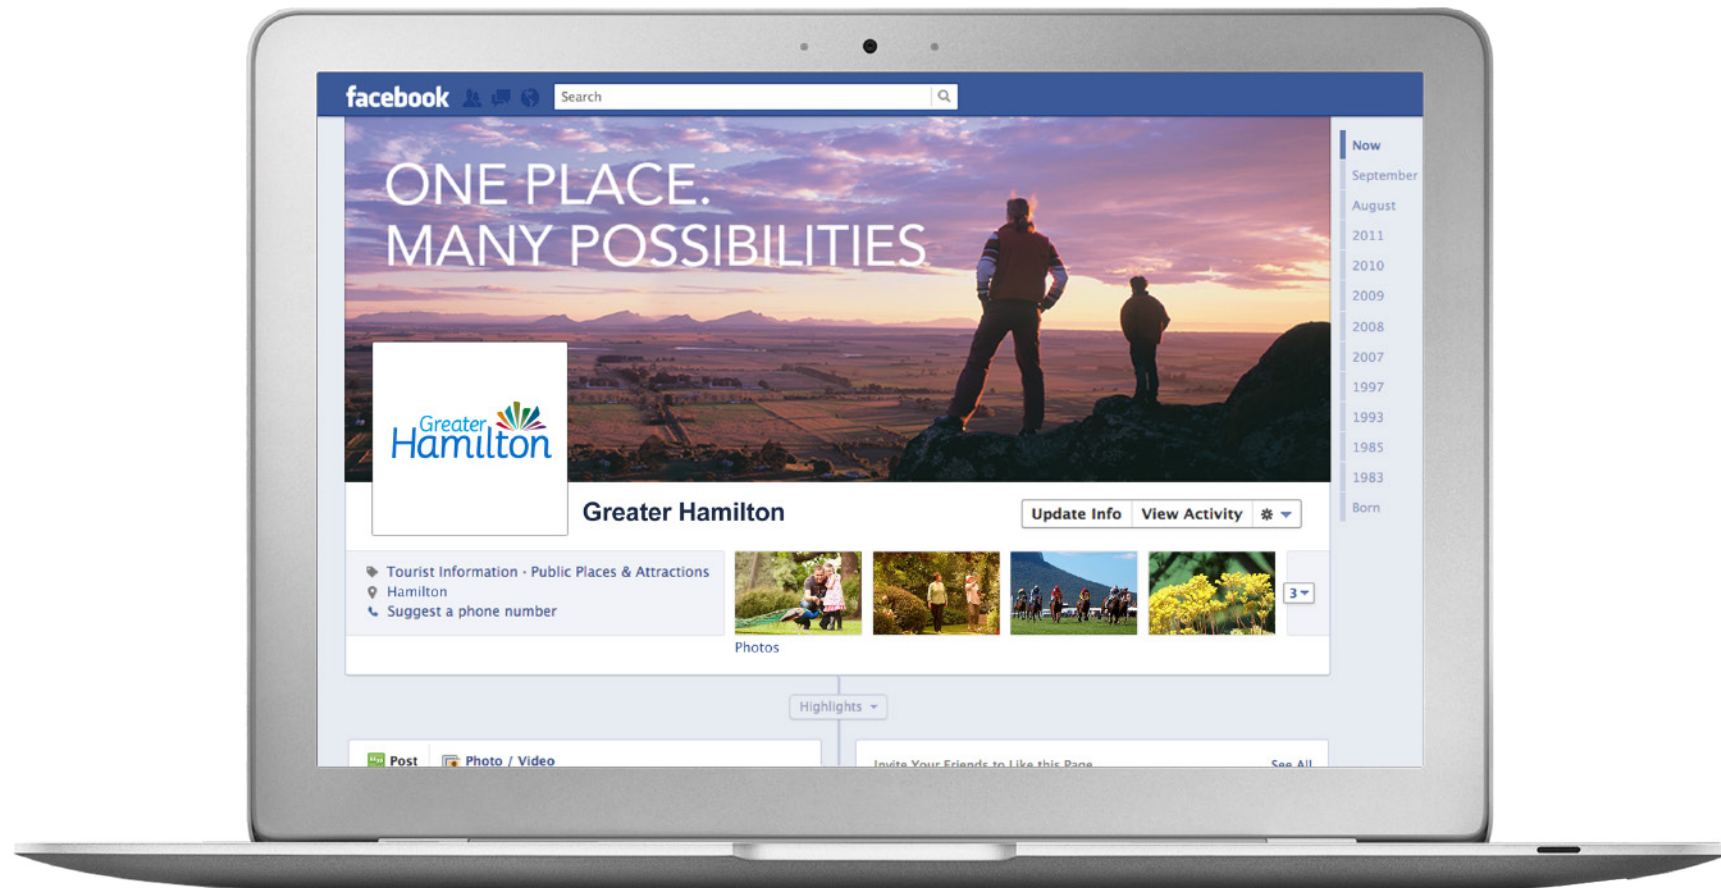 facebook
Search
ONE PLACE.
MANY POSSIBILITIES
Now
September
August
2011
2010
2009
2008
2007
1997
1993
1985
1983
Born
Greater
Hamilton
Greater Hamilton
Update Info
View Activity
Tourist Information · Public Places & Attractions
Hamilton
Suggest a phone number
3
Photos
Highlights
Post
Photo / Video
Invite Your Friends to Like this Page
See All